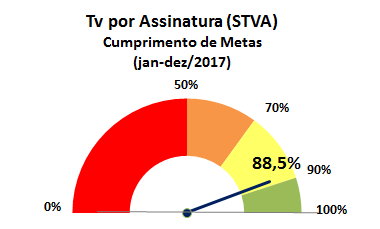 Tv por Assinatura (STVA)
Cumprimento de Metas
(jan-dez/2017)
50%
70%
88,5%
90%
0%
100%